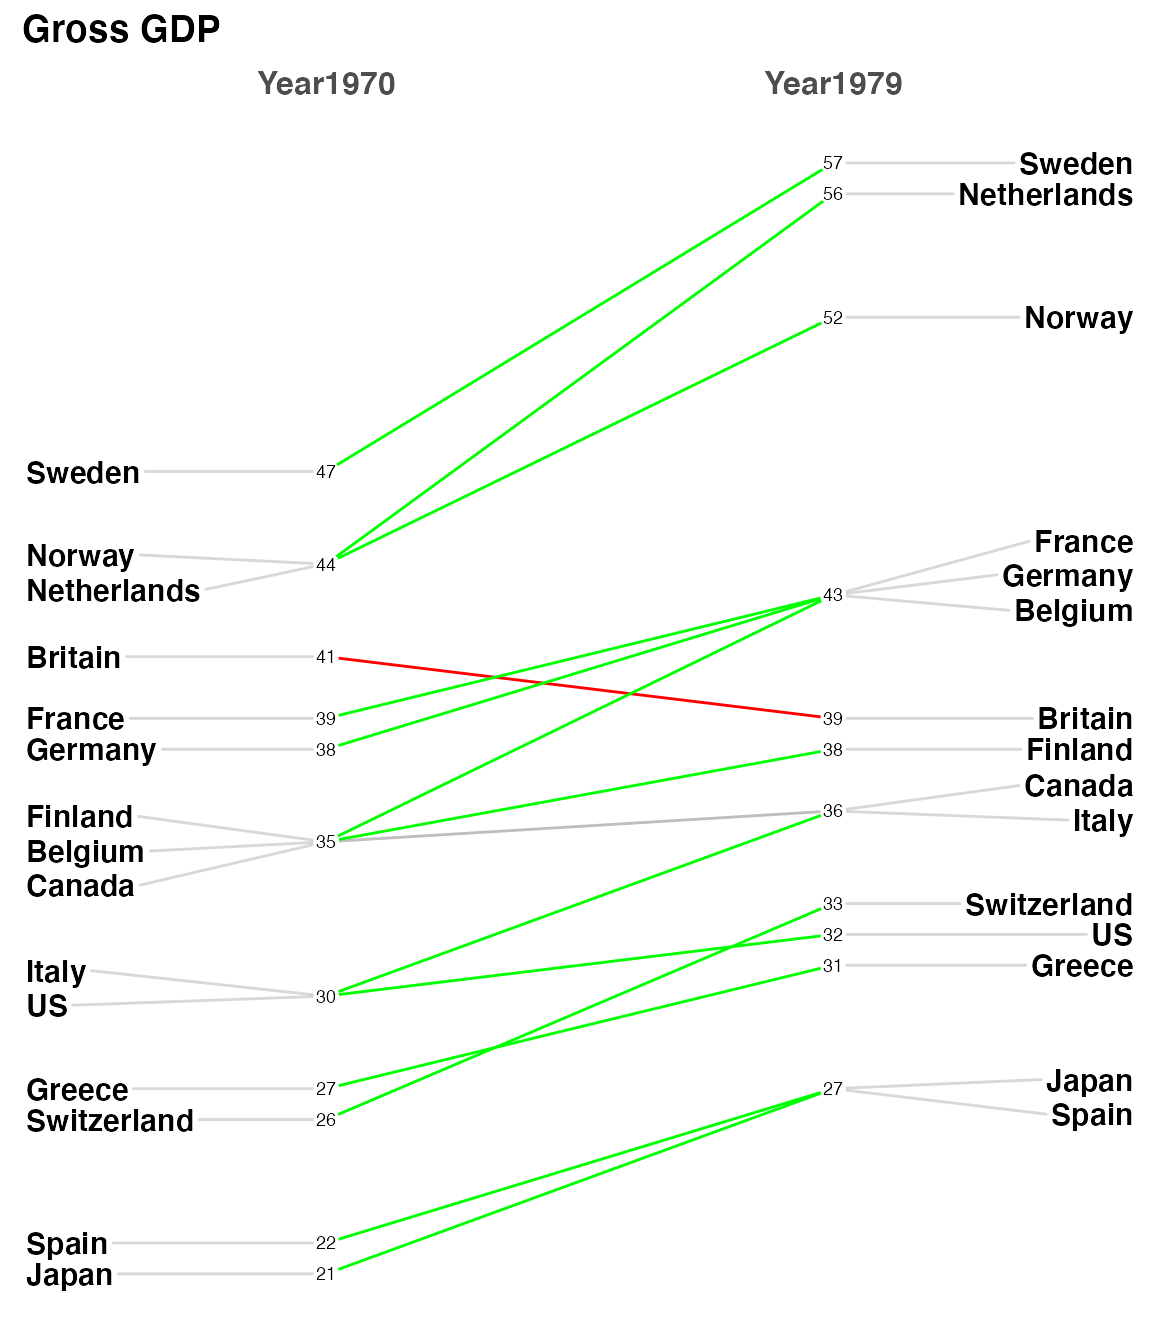 Gross GDP
Year1970 Year1979
57 Sweden
56 Netherlands
52 Norway
Sweden 47
France
Norway
44
Germany
Netherlands
43
Belgium
Britain 41
France 39
39 Britain
Germany 38
38 Finland
Canada
36
Finland
Italy
35
Belgium
Canada
33 Switzerland
32 US
Italy
31 Greece
30
US
Japan
Greece 27
27
Switzerland 26
Spain
Spain 22
Japan 21